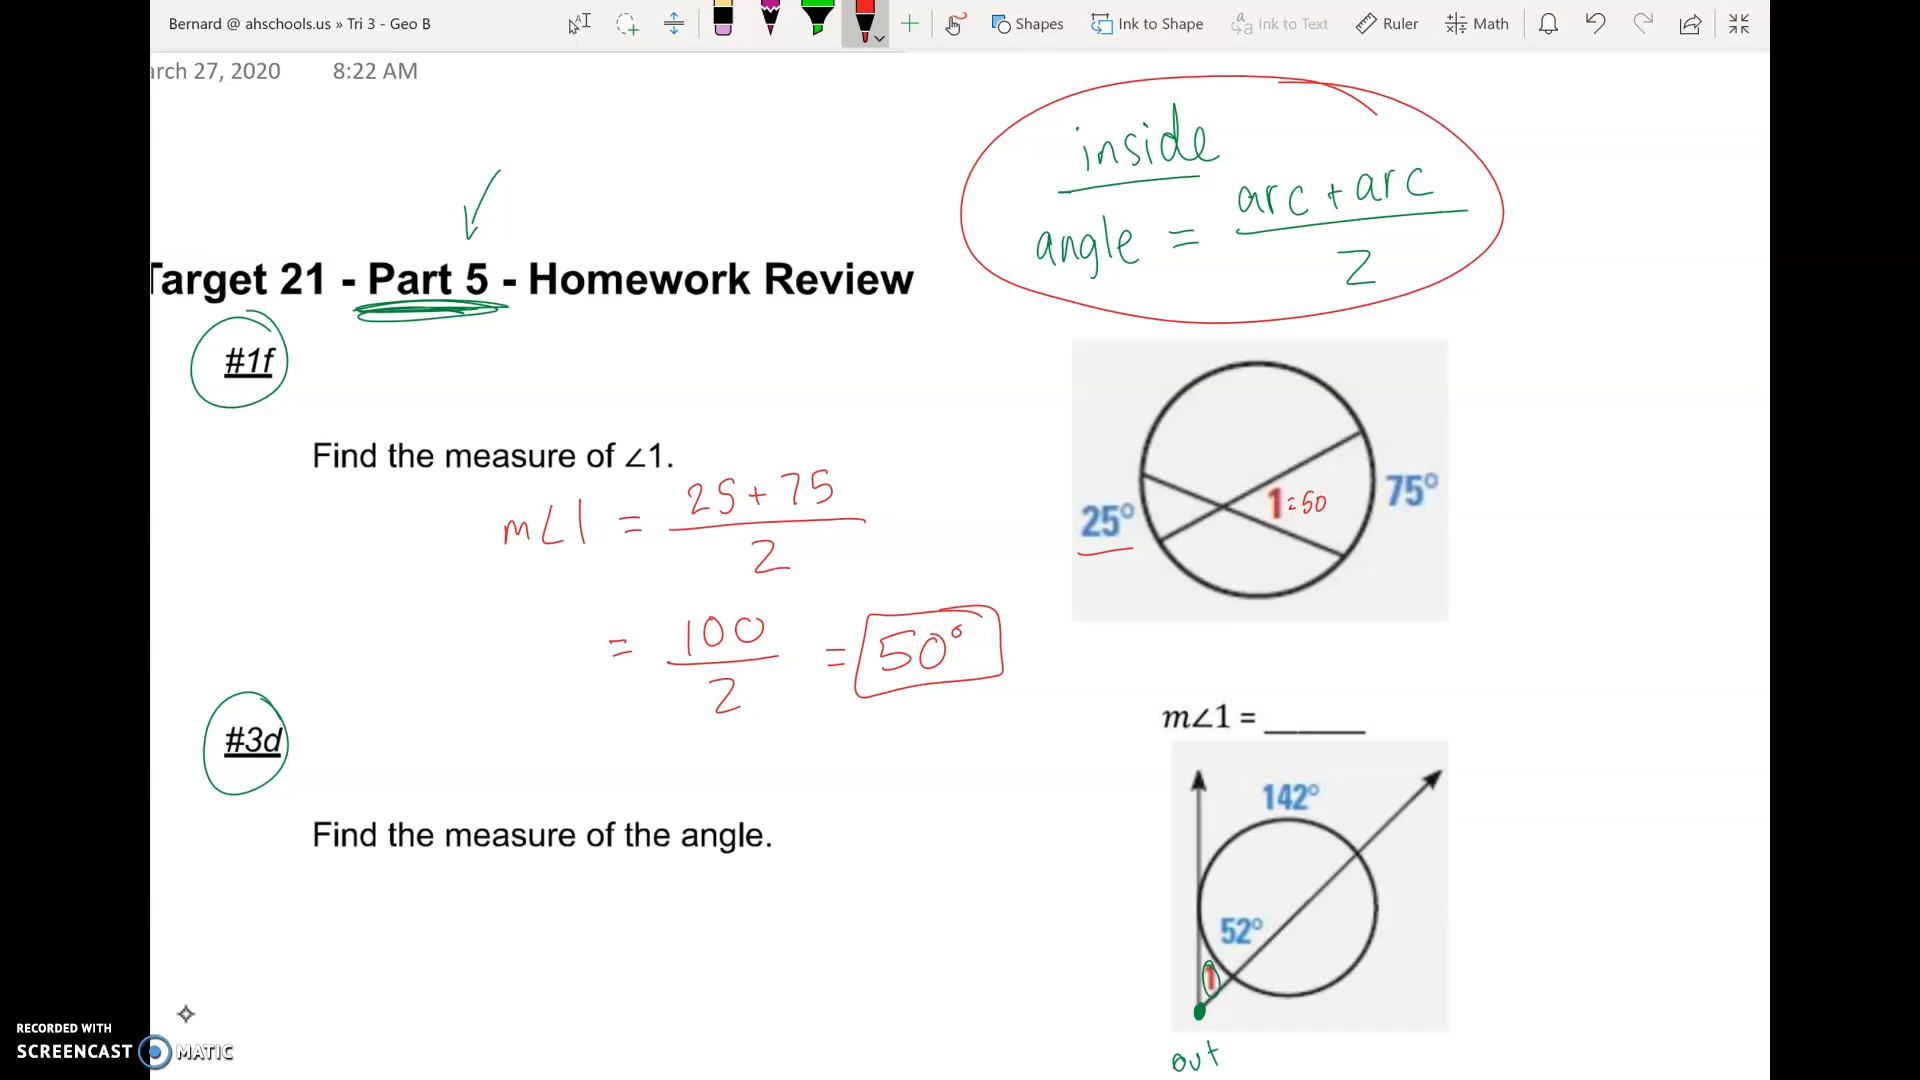 Bernard @ ahschools.us » Tri 3 - Geo B
Shapes
Ink to Shape
Ink to Text
Ruler
Math
arch 27, 2020 8:22 AM
inside
angle = arc + arc / 2
Target 21 - Part 5 - Homework Review
#1f
Find the measure of ∠1.
m∠1 = 25 + 75 / 2
= 100 / 2 = 50°
25°
1 = 50
75°
#3d
m∠1 = ______
Find the measure of the angle.
142°
52°
1
out
RECORDED WITH
SCREENCAST MATIC